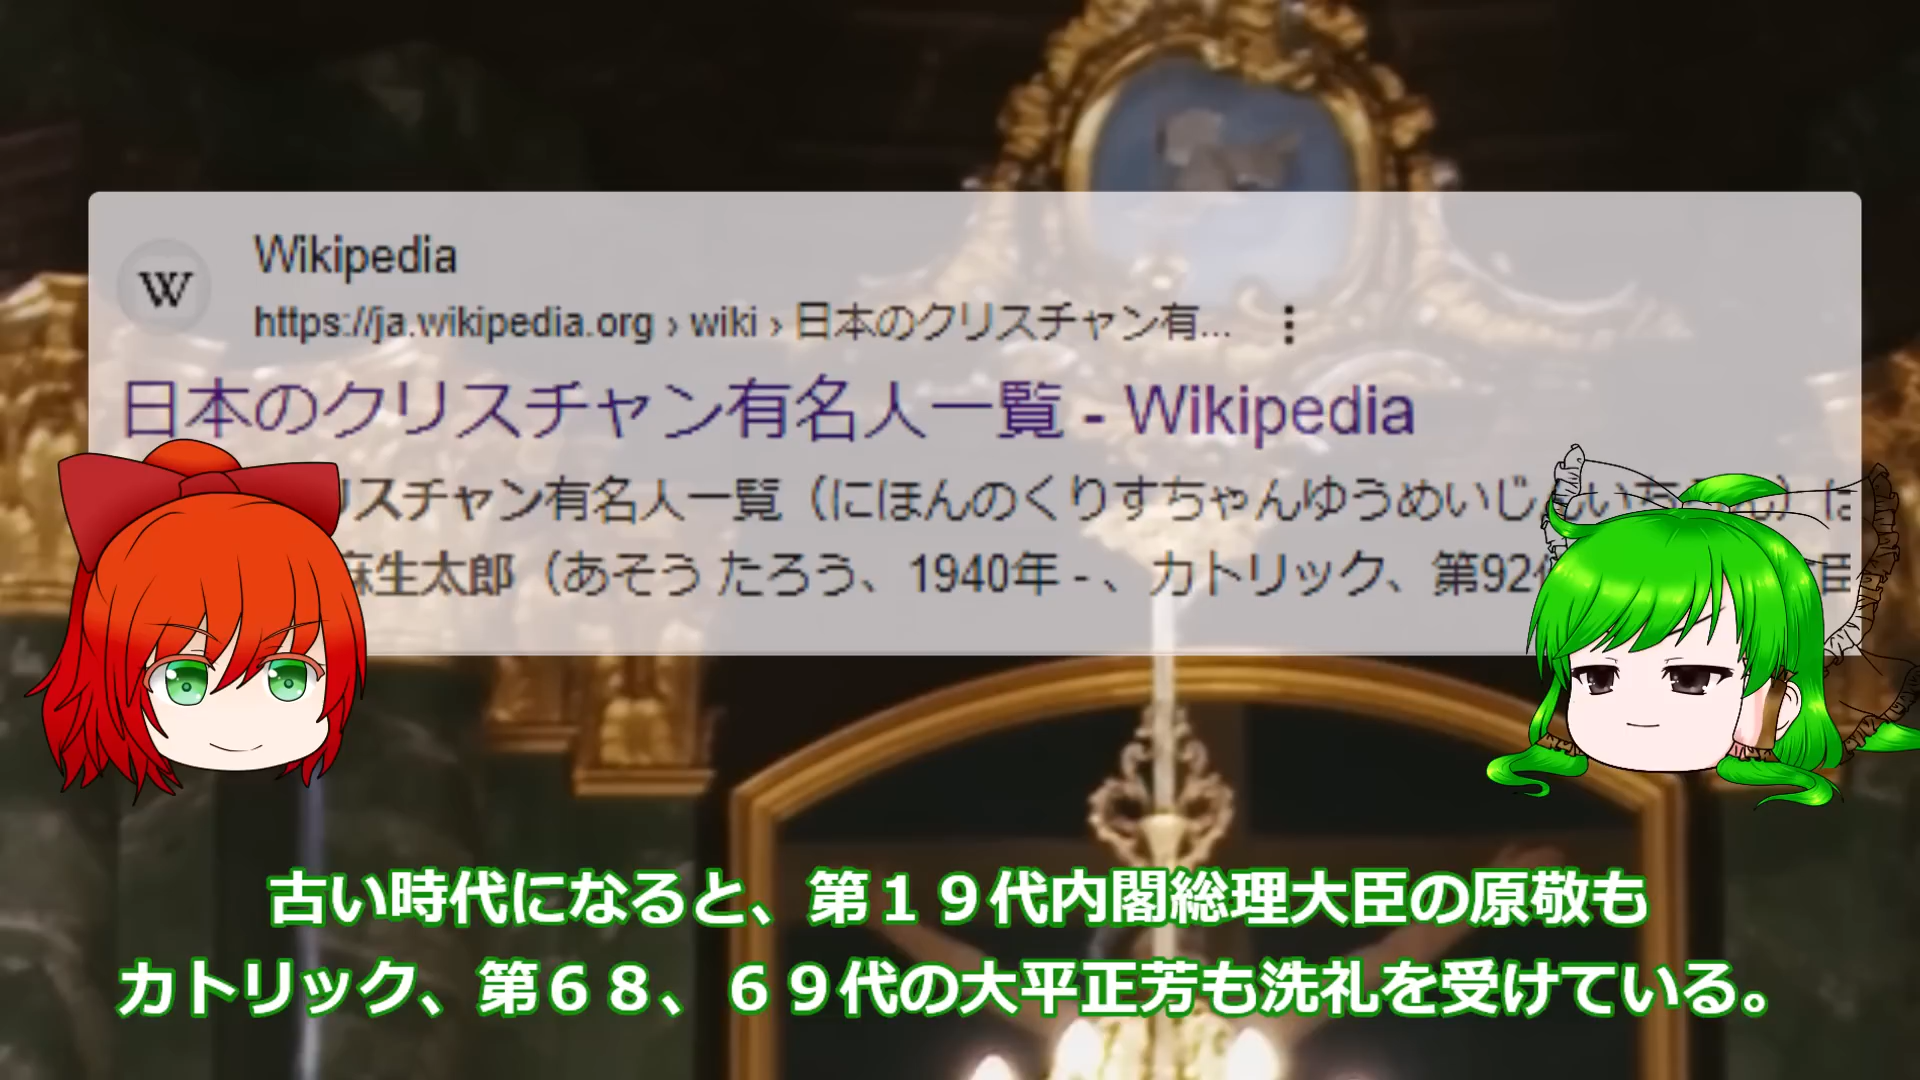 W
Wikipedia
https://ja.wikipedia.org › wiki › 日本のクリスチャン有...
日本のクリスチャン有名人一覧 - Wikipedia
リスチャン有名人一覧（にほんのくりすちゃんゆうめいじ
麻生太郎（あそう たろう、1940年 - 、カトリック、第92
古い時代になると、第１９代内閣総理大臣の原敬も
カトリック、第６８、６９代の大平正芳も洗礼を受けている。